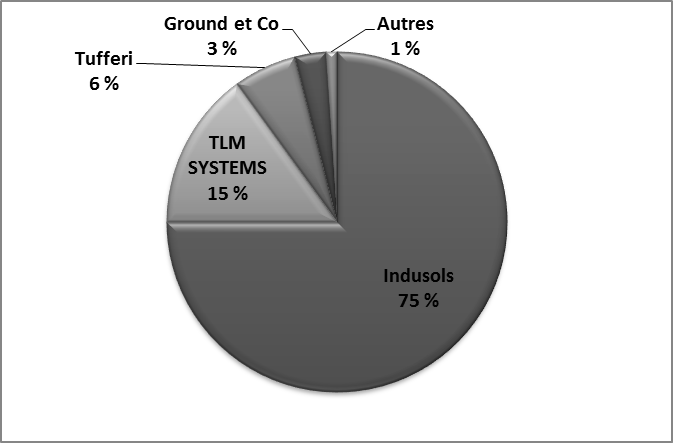 Ground et Co
3 %
Autres
1 %
Tufferi
6 %
TLM
SYSTEMS
15 %
Indusols
75 %